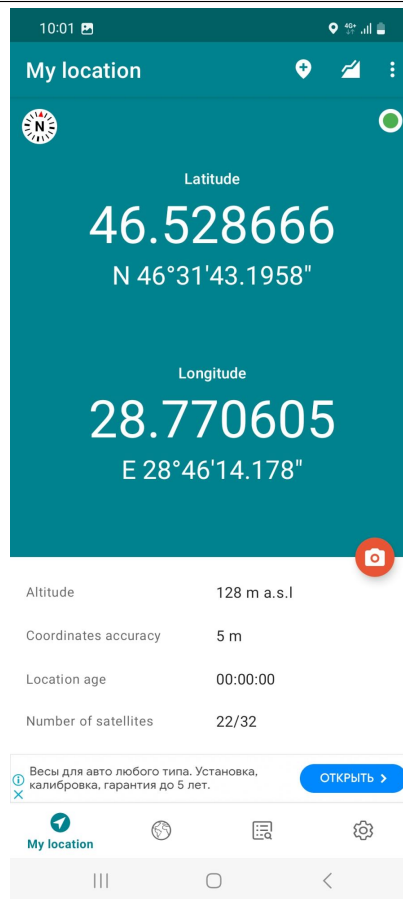 10:01
4G+
My location
N
Latitude
46.528666
N 46°31'43.1958"
Longitude
28.770605
E 28°46'14.178"
Altitude 128 m a.s.l
Coordinates accuracy 5 m
Location age 00:00:00
Number of satellites 22/32
Весы для авто любого типа. Установка,
калибровка, гарантия до 5 лет.
ОТКРЫТЬ
My location